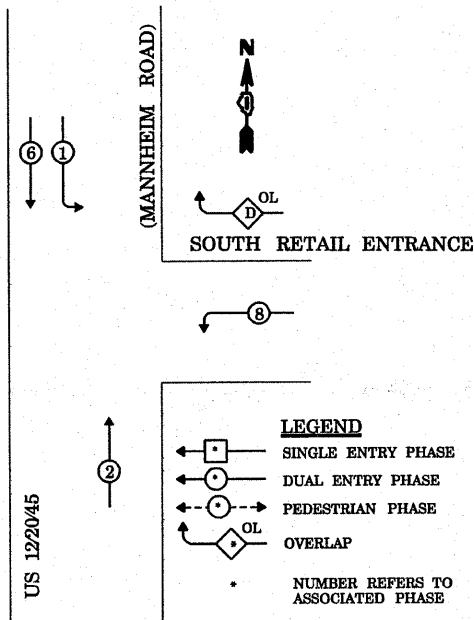 (MANNHEIM ROAD)
N
6
1
D
OL
SOUTH RETAIL ENTRANCE
8
2
US 12/20/45
LEGEND
* SINGLE ENTRY PHASE
* DUAL ENTRY PHASE
* PEDESTRIAN PHASE
OL
* OVERLAP
* NUMBER REFERS TO
ASSOCIATED PHASE